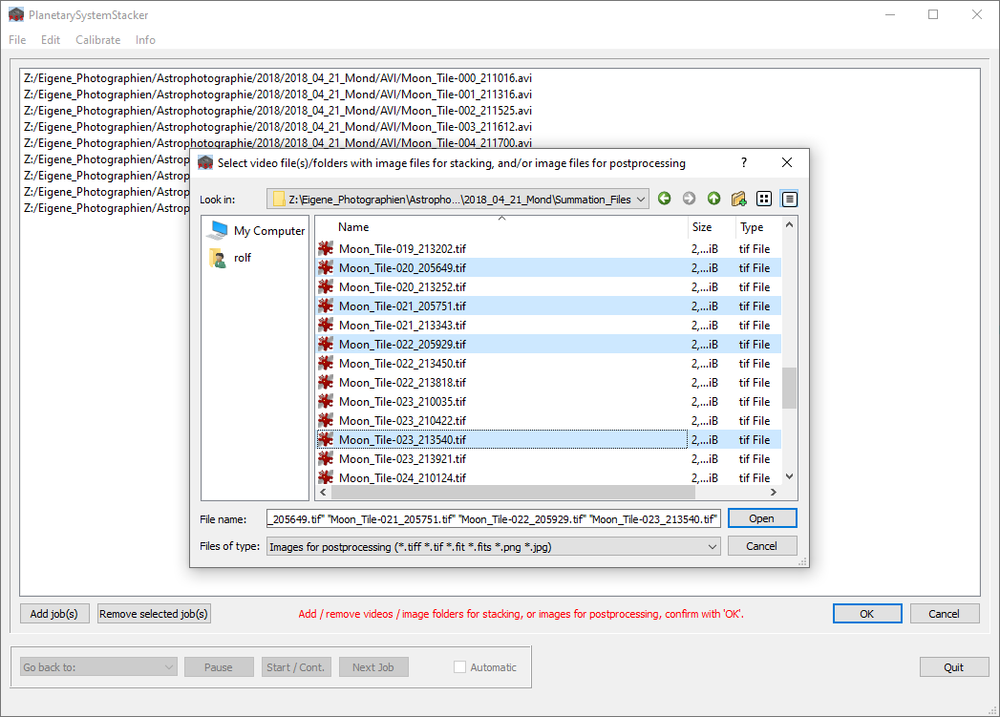 PlanetarySystemStacker
File Edit Calibrate Info
Z:/Eigene_Photographien/Astrophotographie/2018/2018_04_21_Mond/AVI/Moon_Tile-000_211016.avi
Z:/Eigene_Photographien/Astrophotographie/2018/2018_04_21_Mond/AVI/Moon_Tile-001_211316.avi
Z:/Eigene_Photographien/Astrophotographie/2018/2018_04_21_Mond/AVI/Moon_Tile-002_211525.avi
Z:/Eigene_Photographien/Astrophotographie/2018/2018_04_21_Mond/AVI/Moon_Tile-003_211612.avi
Z:/Eigene_Photographien/Astrophotographie/2018/2018_04_21_Mond/AVI/Moon_Tile-004_211700.avi
Z:/Eigene_Photographien/Astrop
Z:/Eigene_Photographien/Astrop
Z:/Eigene_Photographien/Astrop
Z:/Eigene_Photographien/Astrop
Select video file(s)/folders with image files for stacking, and/or image files for postprocessing ?
Look in: Z:\Eigene_Photographien\Astropho...\2018_04_21_Mond\Summation_Files
My Computer
rolf
Name Size Type
Moon_Tile-019_213202.tif 2,...iB tif File
Moon_Tile-020_205649.tif 2,...iB tif File
Moon_Tile-020_213252.tif 2,...iB tif File
Moon_Tile-021_205751.tif 2,...iB tif File
Moon_Tile-021_213343.tif 2,...iB tif File
Moon_Tile-022_205929.tif 2,...iB tif File
Moon_Tile-022_213450.tif 2,...iB tif File
Moon_Tile-022_213818.tif 2,...iB tif File
Moon_Tile-023_210035.tif 2,...iB tif File
Moon_Tile-023_210422.tif 2,...iB tif File
Moon_Tile-023_213540.tif 2,...iB tif File
Moon_Tile-023_213921.tif 2,...iB tif File
Moon_Tile-024_210124.tif 2,...iB tif File
File name: _205649.tif" "Moon_Tile-021_205751.tif" "Moon_Tile-022_205929.tif" "Moon_Tile-023_213540.tif" Open
Files of type: Images for postprocessing (*.tiff *.tif *.fit *.fits *.png *.jpg) Cancel
Add job(s) Remove selected job(s) Add / remove videos / image folders for stacking, or images for postprocessing, confirm with 'OK'. OK Cancel
Go back to: Pause Start / Cont. Next Job Automatic Quit